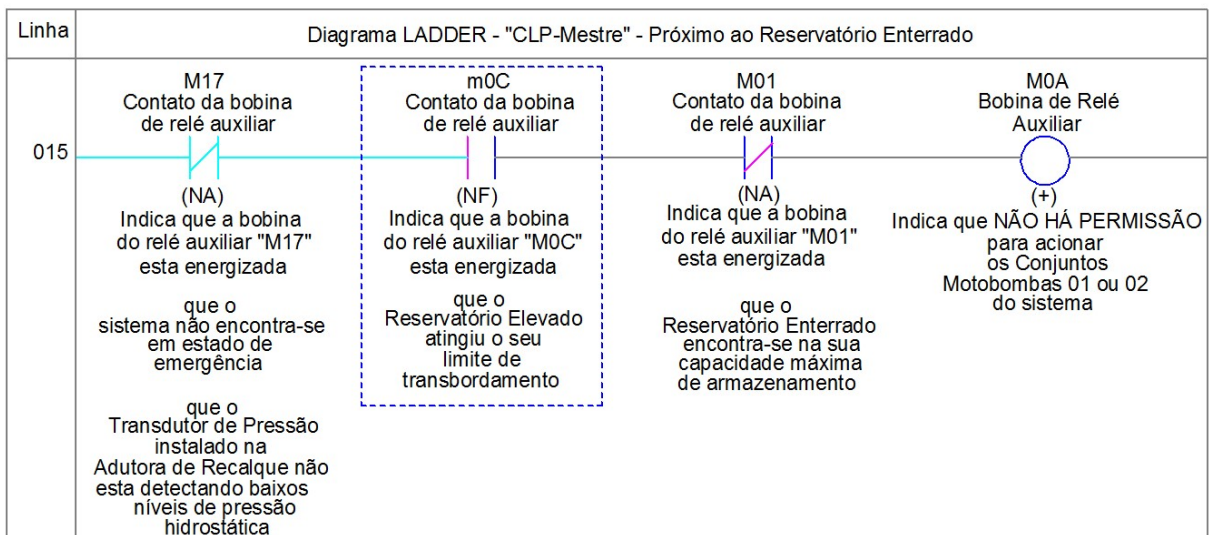 Linha
Diagrama LADDER - "CLP-Mestre" - Próximo ao Reservatório Enterrado
015
M17
Contato da bobina
de relé auxiliar
(NA)
Indica que a bobina
do relé auxiliar "M17"
esta energizada
que o
sistema não encontra-se
em estado de
emergência
que o
Transdutor de Pressão
instalado na
Adutora de Recalque não
esta detectando baixos
níveis de pressão
hidrostática
m0C
Contato da bobina
de relé auxiliar
(NF)
Indica que a bobina
do relé auxiliar "M0C"
esta energizada
que o
Reservatório Elevado
atingiu o seu
limite de
transbordamento
M01
Contato da bobina
de relé auxiliar
(NA)
Indica que a bobina
do relé auxiliar "M01"
esta energizada
que o
Reservatório Enterrado
encontra-se na sua
capacidade máxima
de armazenamento
M0A
Bobina de Relé
Auxiliar
(+)
Indica que NÃO HÁ PERMISSÃO
para acionar
os Conjuntos
Motobombas 01 ou 02
do sistema